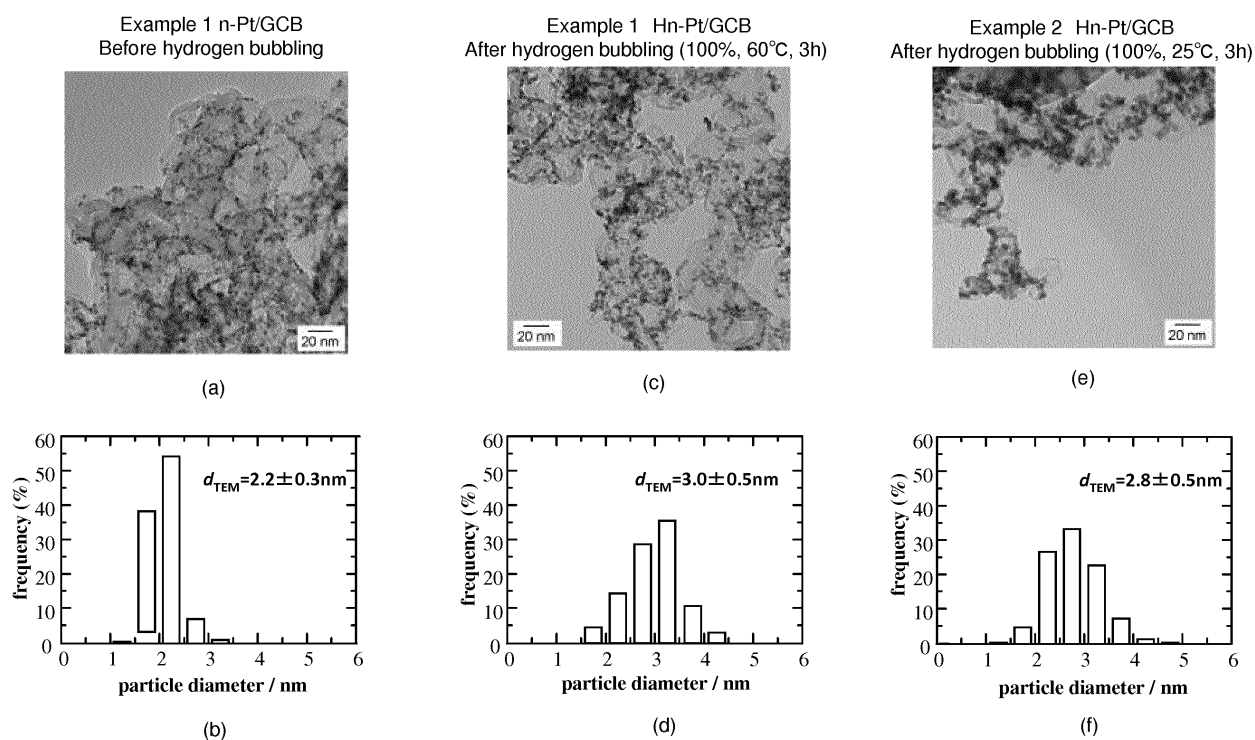 Example 1 n-Pt/GCB
Before hydrogen bubbling
20 nm
(a)
Example 1 Hn-Pt/GCB
After hydrogen bubbling (100%, 60°C, 3h)
20 nm
(c)
Example 2 Hn-Pt/GCB
After hydrogen bubbling (100%, 25°C, 3h)
20 nm
(e)
frequency (%)
60
50
40
30
20
10
0
dTEM=2.2±0.3nm
0 1 2 3 4 5 6
particle diameter / nm
(b)
frequency (%)
60
50
40
30
20
10
0
dTEM=3.0±0.5nm
0 1 2 3 4 5 6
particle diameter / nm
(d)
frequency (%)
60
50
40
30
20
10
0
dTEM=2.8±0.5nm
0 1 2 3 4 5 6
particle diameter / nm
(f)